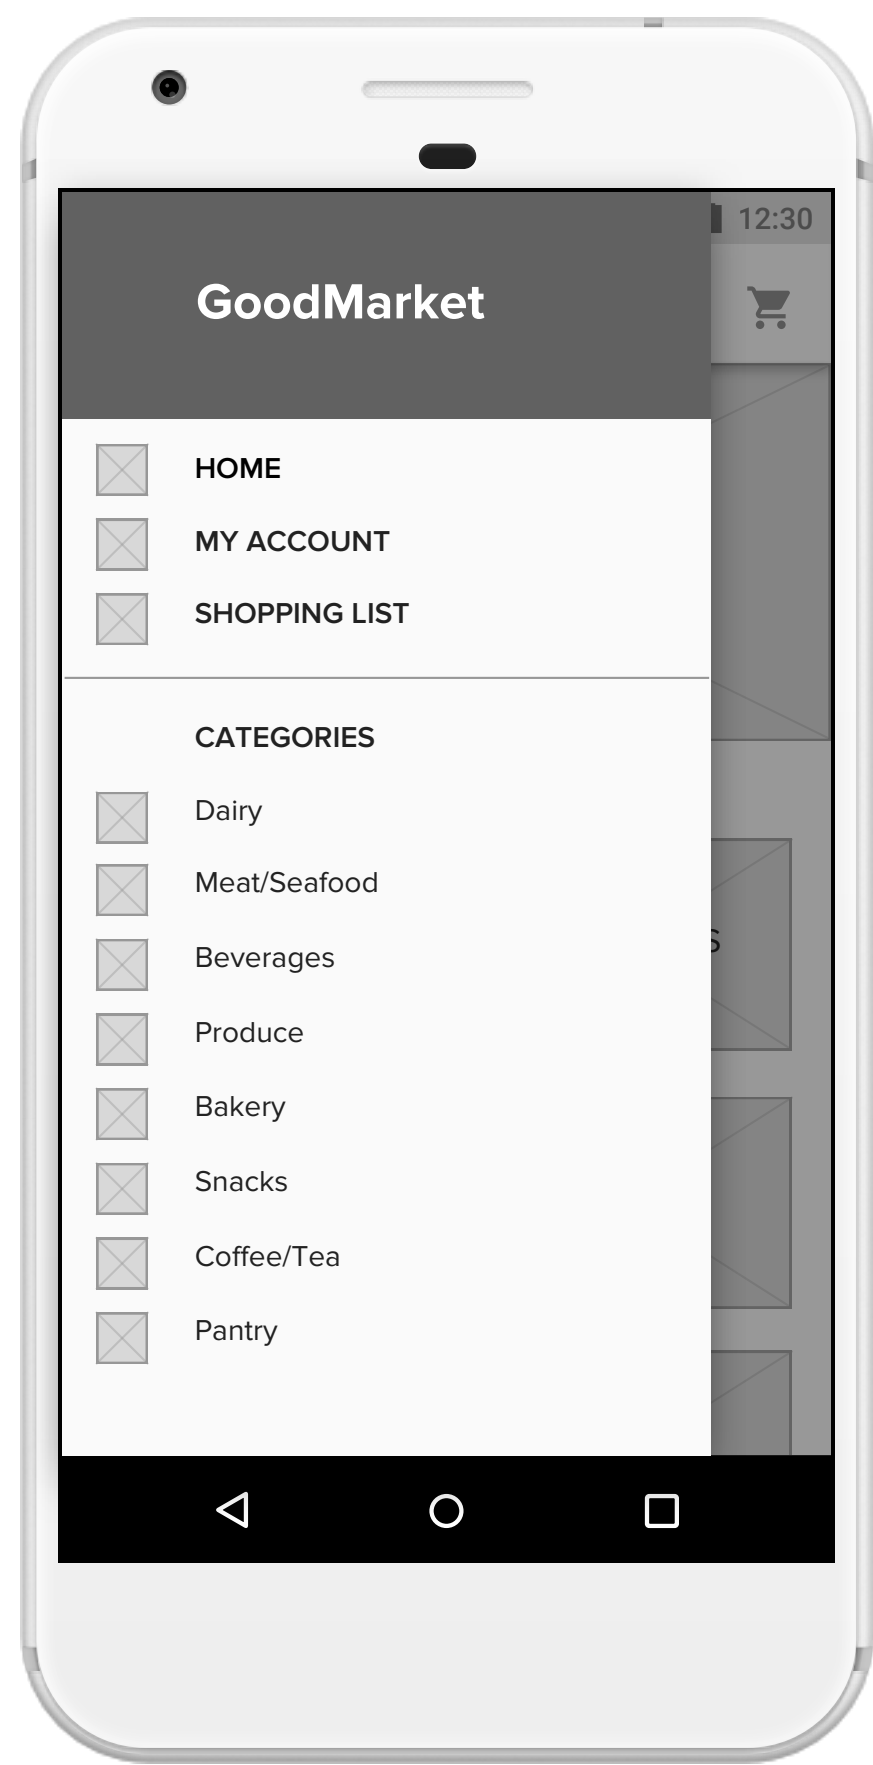 GoodMarket
12:30
HOME
MY ACCOUNT
SHOPPING LIST
CATEGORIES
Dairy
Meat/Seafood
Beverages
S
Produce
Bakery
Snacks
Coffee/Tea
Pantry